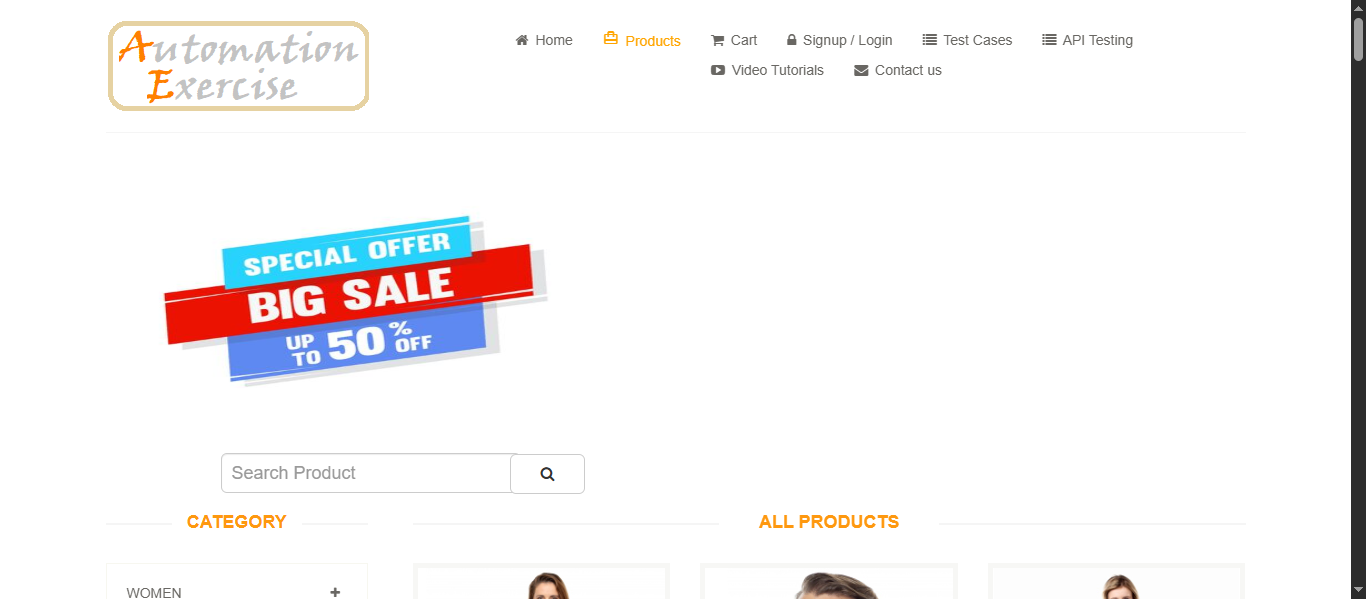 Automation
Exercise
Home Products Cart Signup / Login Test Cases API Testing
Video Tutorials Contact us
SPECIAL OFFER
BIG SALE
UP TO 50% OFF
Search Product
CATEGORY
ALL PRODUCTS
WOMEN +